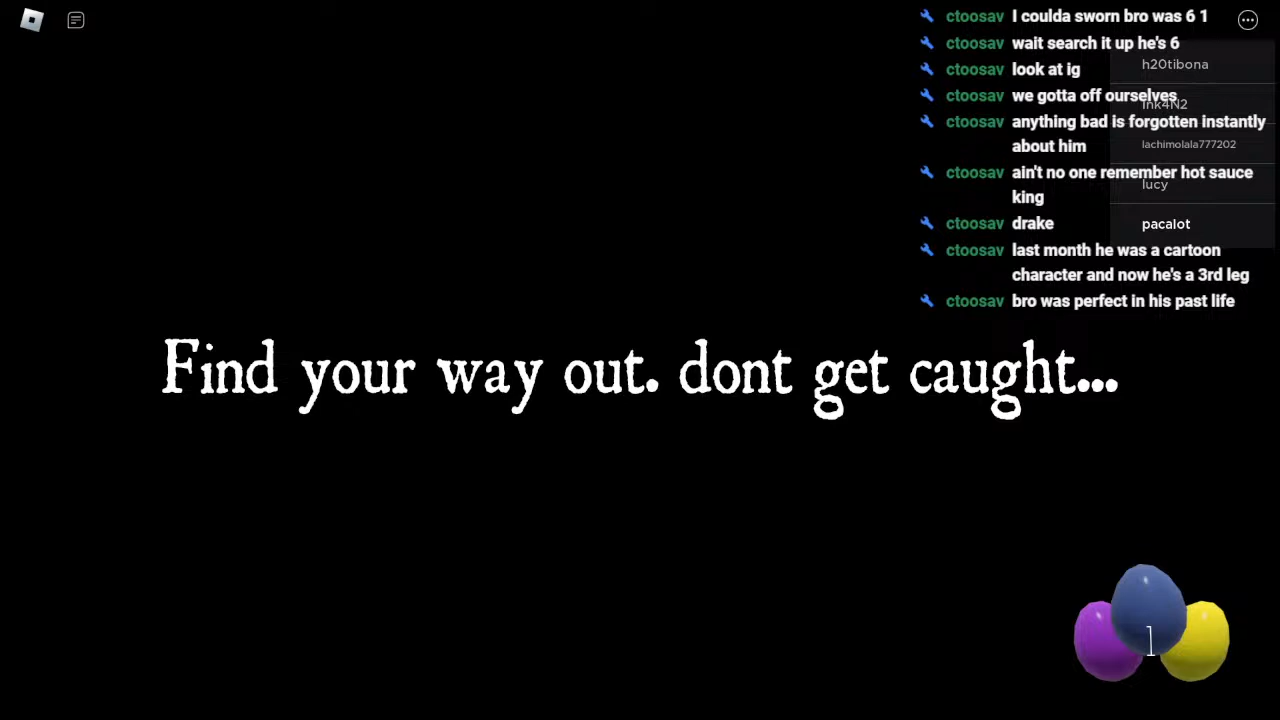 ctoosav I coulda sworn bro was 6 1
ctoosav wait search it up he's 6
h20tibona
ctoosav look at ig
ctoosav we gotta off ourselves
Ink4N2
ctoosav anything bad is forgotten instantly
about him
lachimolala777202
ctoosav ain't no one remember hot sauce
lucy
king
ctoosav drake
pacalot
ctoosav last month he was a cartoon
character and now he's a 3rd leg
ctoosav bro was perfect in his past life
Find your way out. dont get caught...
1